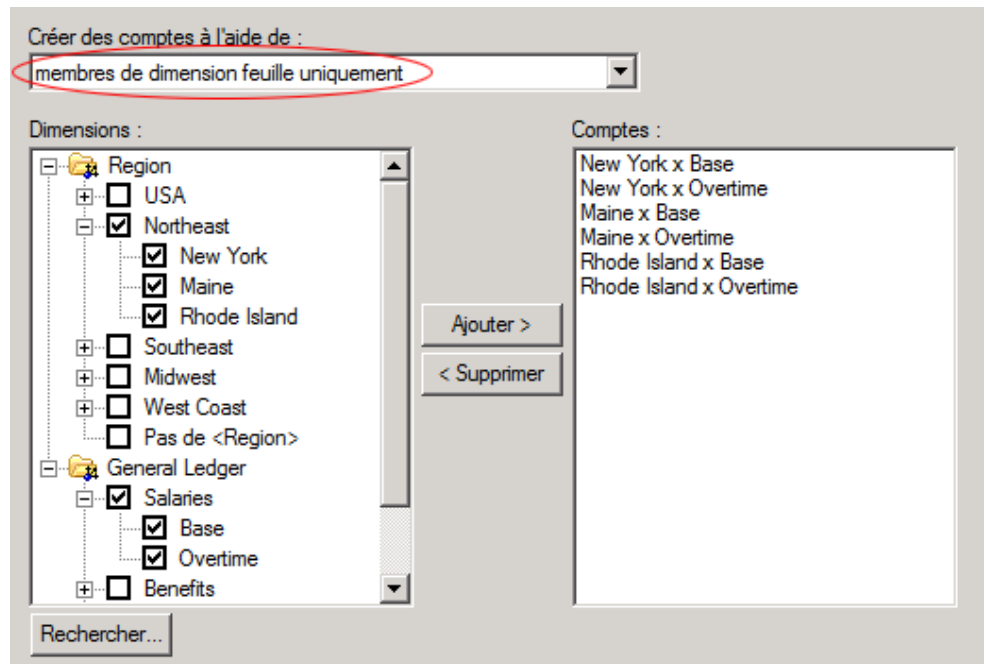 Créer des comptes à l'aide de :
membres de dimension feuille uniquement
Dimensions :
Region
USA
Northeast
New York
Maine
Rhode Island
Southeast
Midwest
West Coast
Pas de <Region>
General Ledger
Salaries
Base
Overtime
Benefits
Rechercher...
Ajouter >
< Supprimer
Comptes :
New York x Base
New York x Overtime
Maine x Base
Maine x Overtime
Rhode Island x Base
Rhode Island x Overtime